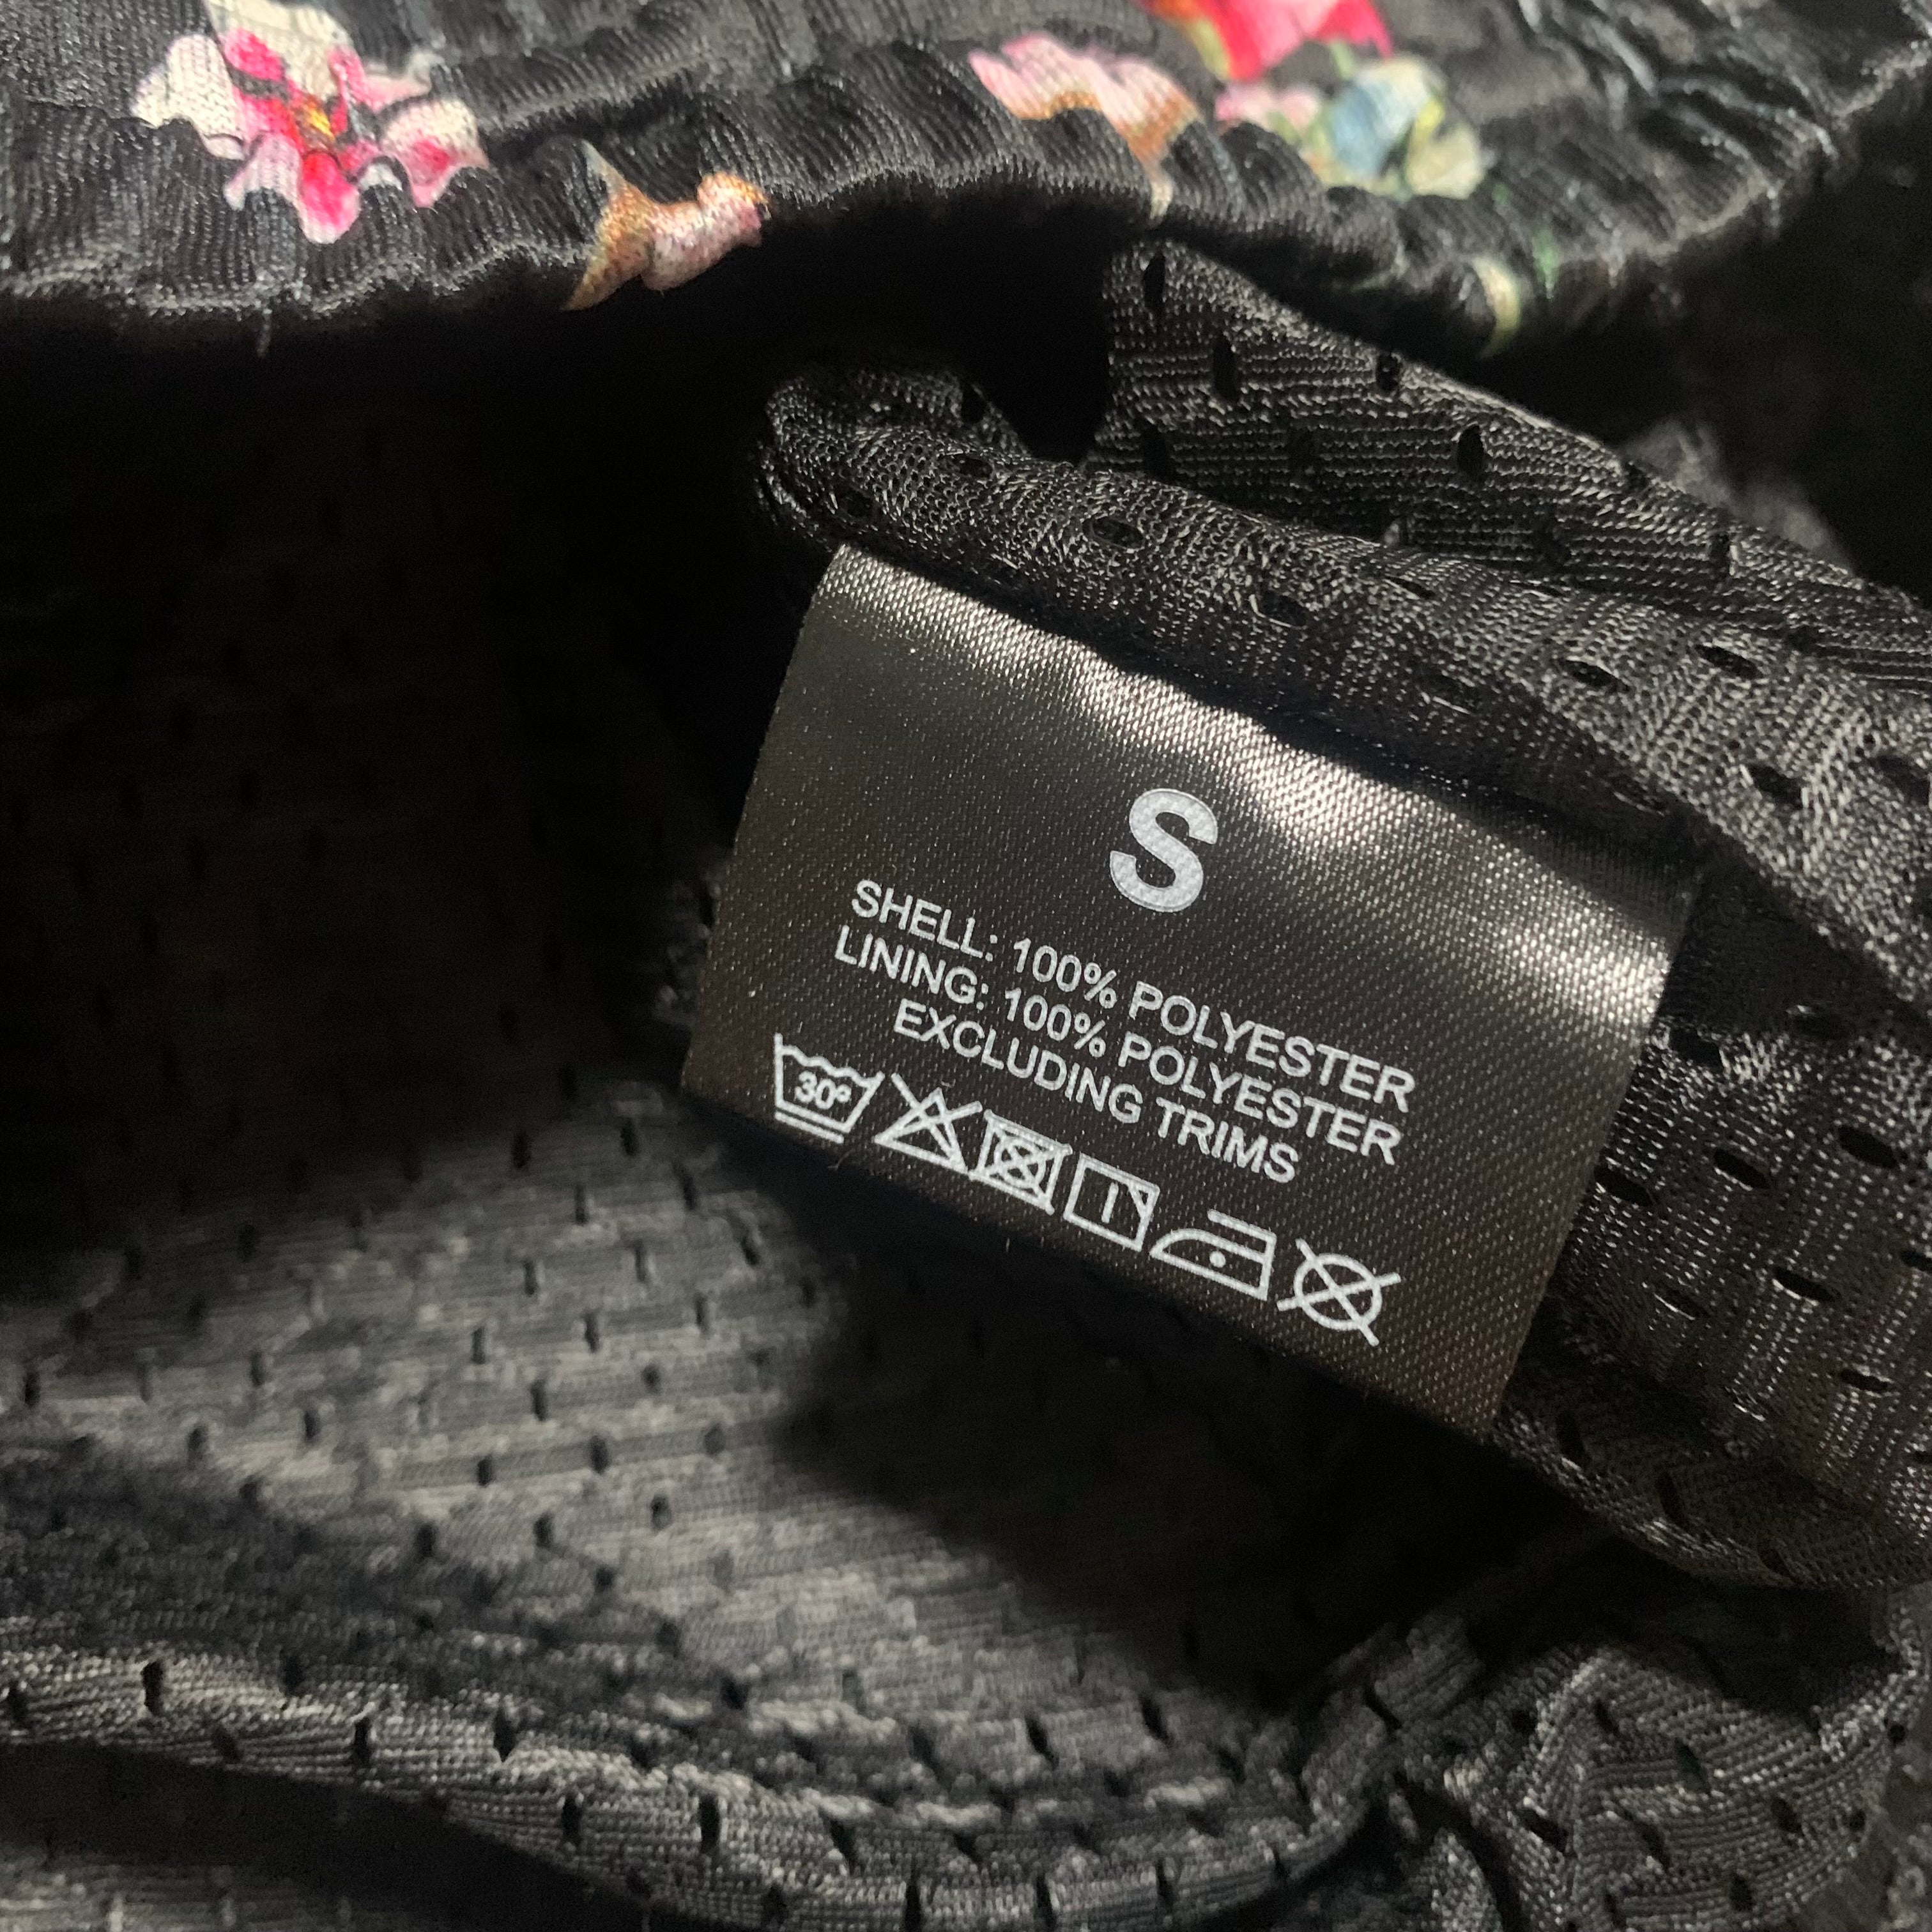 S
SHELL: 100% POLYESTER
LINING: 100% POLYESTER
EXCLUDING TRIMS
30°